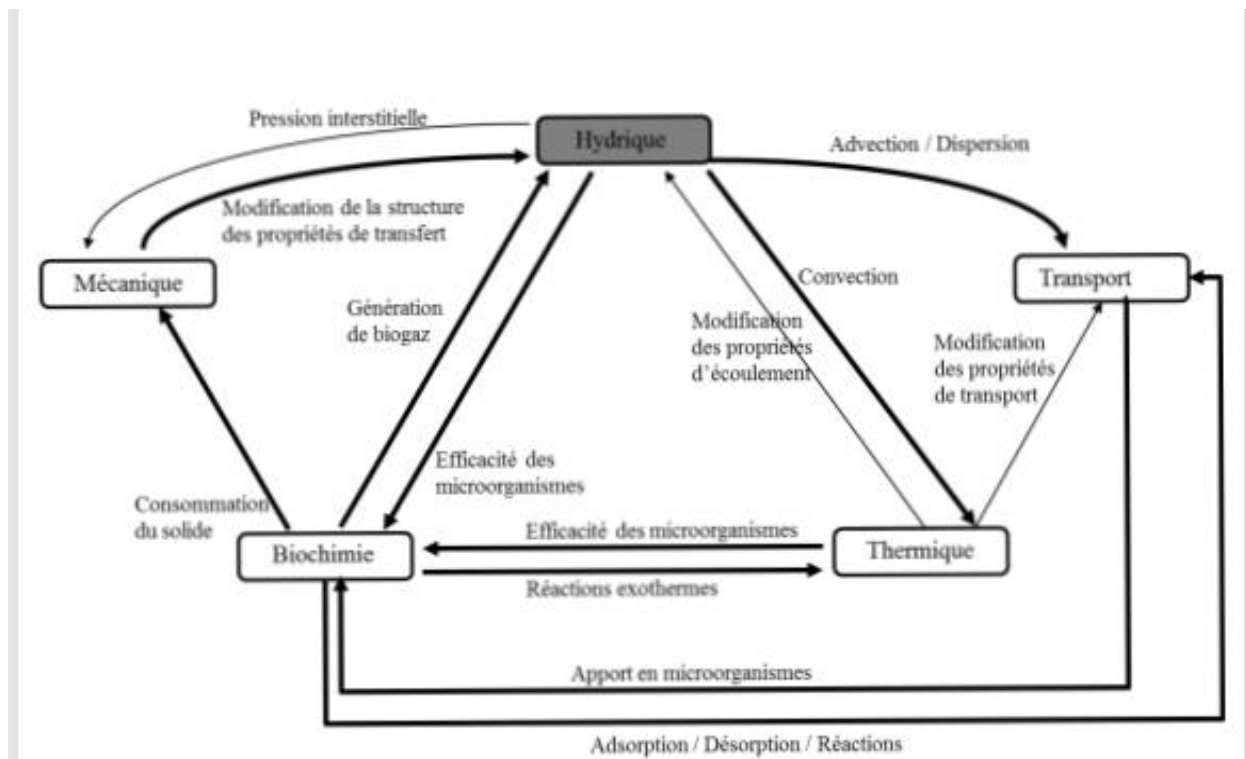 Pression interstitielle
Hydrique
Advection / Dispersion
Modification de la structure
des propriétés de transfert
Mécanique
Convection
Transport
Génération
de biogaz
Modification
des propriétés
d'écoulement
Modification
des propriétés
de transport
Efficacité des
microorganismes
Consommation
du solide
Biochimie
Efficacité des microorganismes
Thermique
Réactions exothermes
Apport en microorganismes
Adsorption / Désorption / Réactions